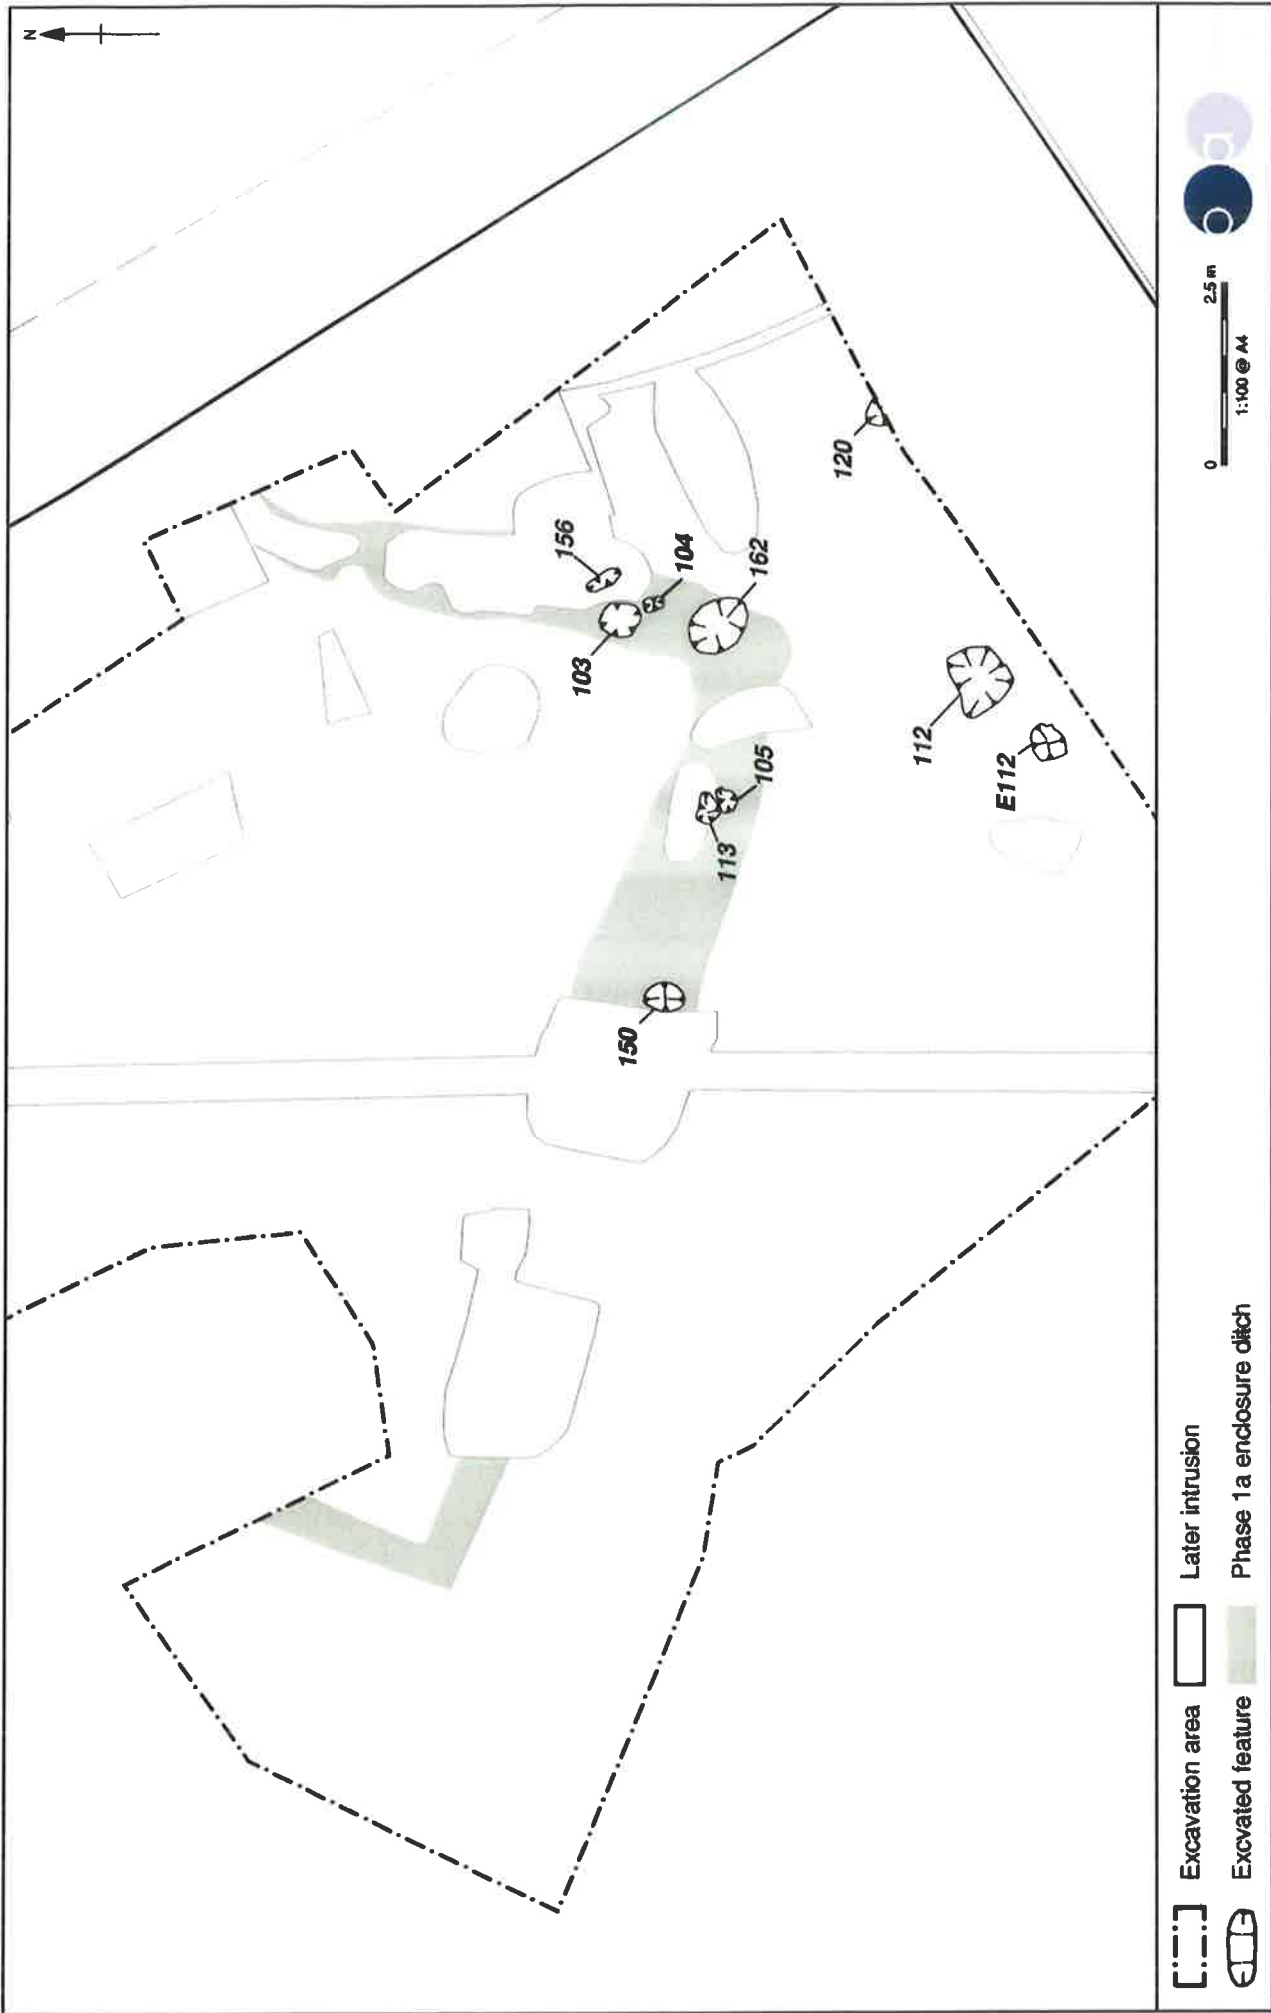 N
156
104
103
162
120
112
E112
105
113
150
Excavation area
Later intrusion
Excvated feature
Phase 1a enclosure ditch
0
2.5 m
1:100 @ A4
c a